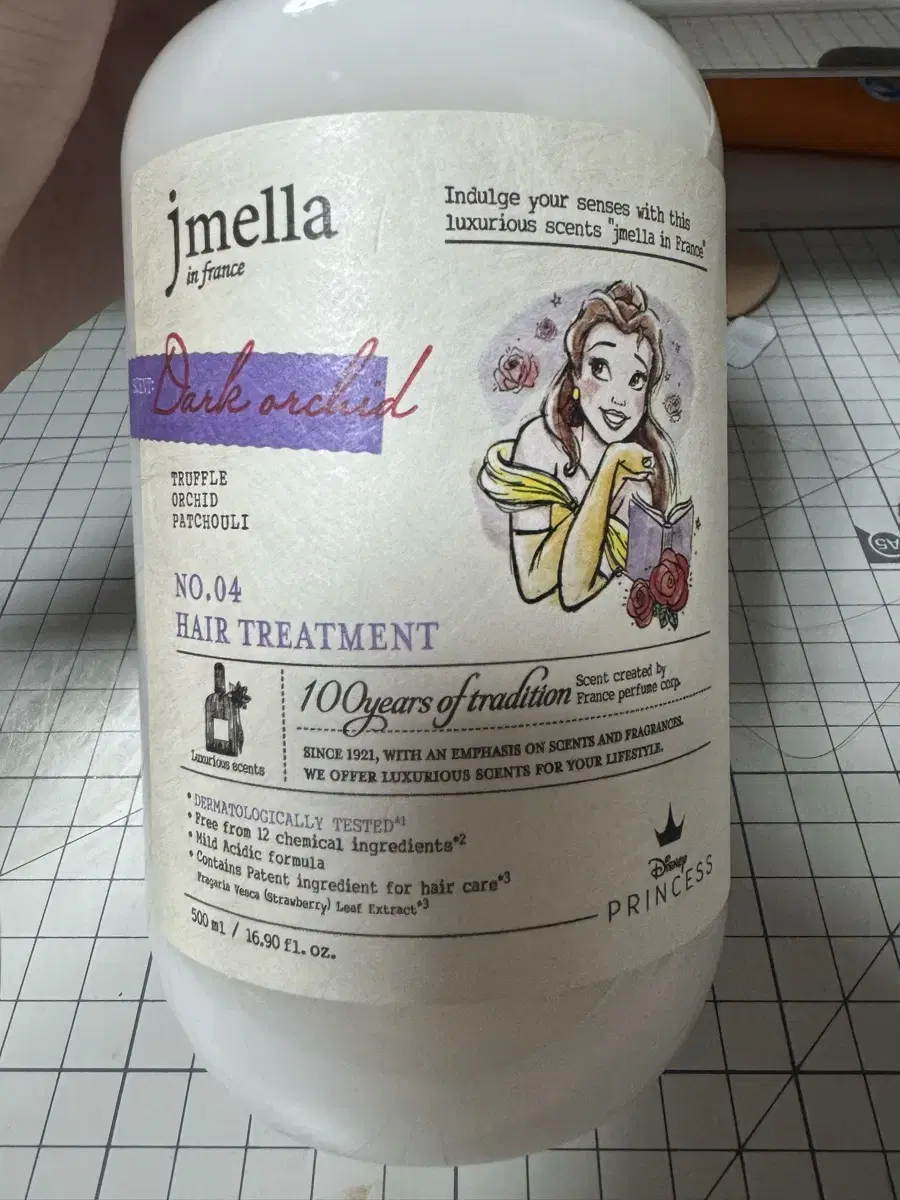 jmella
in france
Indulge your senses with this
luxurious scents "jmella in France"
Dark orchid
TRUFFLE
ORCHID
PATCHOULI
NO.04
HAIR TREATMENT
Luxurious scents
100years of tradition
Scent created by
France perfume corp.
SINCE 1921, WITH AN EMPHASIS ON SCENTS AND FRAGRANCES.
WE OFFER LUXURIOUS SCENTS FOR YOUR LIFESTYLE.
• DERMATOLOGICALLY TESTED*1
• Free from 12 chemical ingredients*2
• Mild Acidic formula
• Contains Patent ingredient for hair care*3
Fragaria Vesca (Strawberry) Leaf Extract*3
500 ml / 16.90 fl. oz.
Disney
PRINCESS
A5